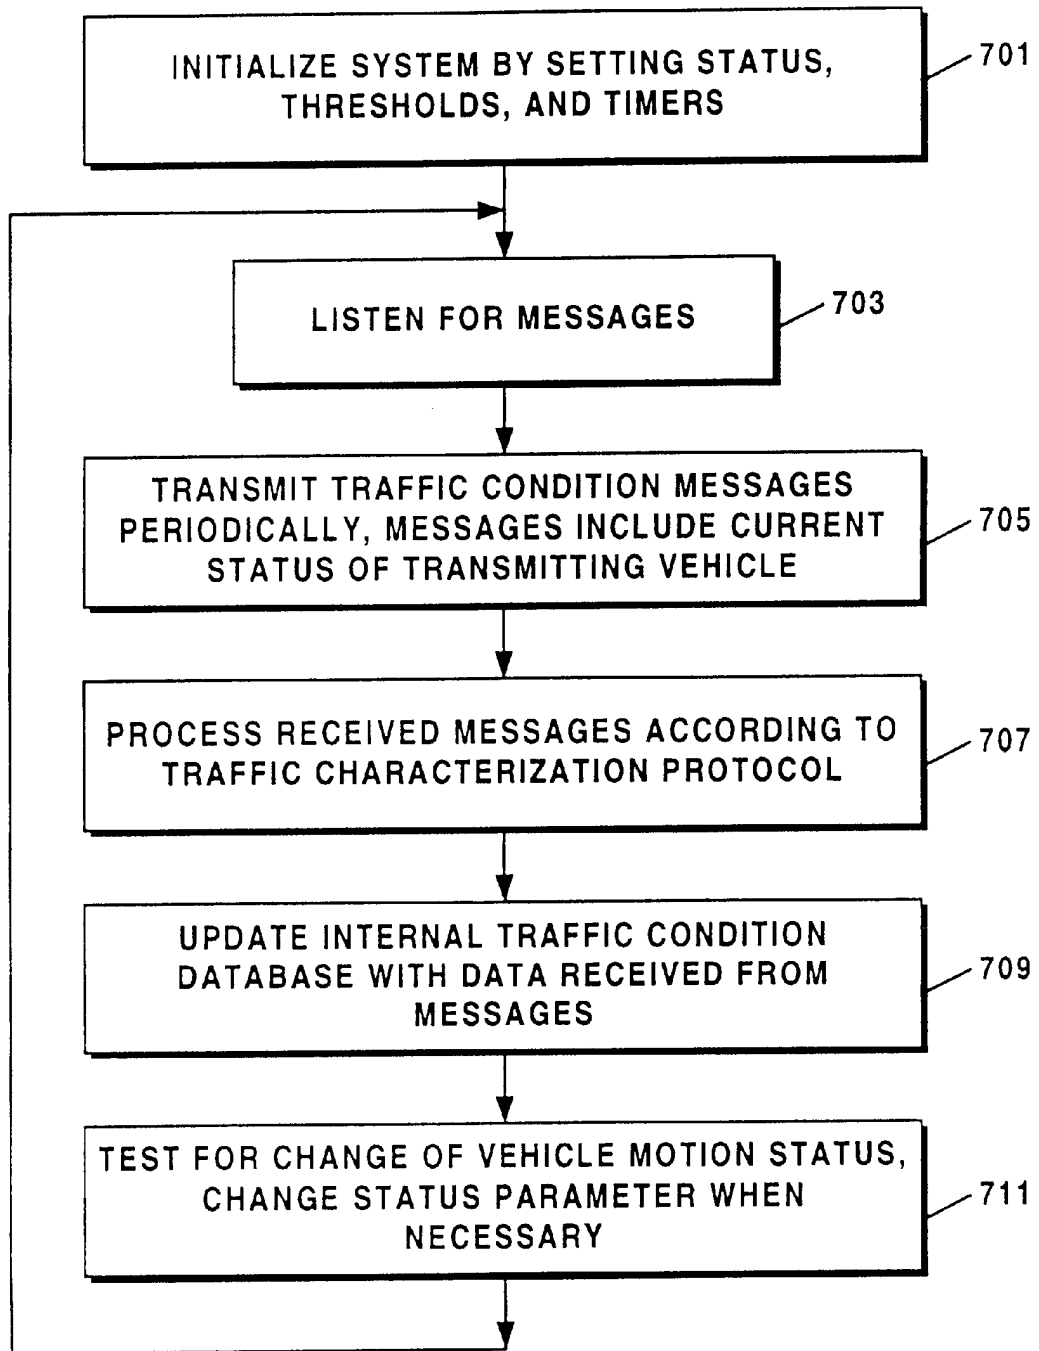 INITIALIZE SYSTEM BY SETTING STATUS,
THRESHOLDS, AND TIMERS
701
LISTEN FOR MESSAGES
703
TRANSMIT TRAFFIC CONDITION MESSAGES
PERIODICALLY, MESSAGES INCLUDE CURRENT
STATUS OF TRANSMITTING VEHICLE
705
PROCESS RECEIVED MESSAGES ACCORDING TO
TRAFFIC CHARACTERIZATION PROTOCOL
707
UPDATE INTERNAL TRAFFIC CONDITION
DATABASE WITH DATA RECEIVED FROM
MESSAGES
709
TEST FOR CHANGE OF VEHICLE MOTION STATUS,
CHANGE STATUS PARAMETER WHEN
NECESSARY
711